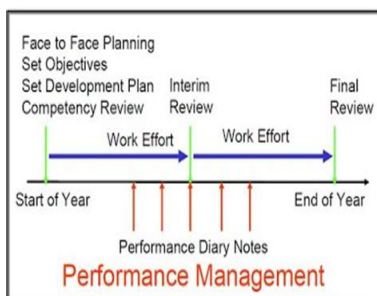 Face to Face Planning
Set Objectives
Set Development Plan
Competency Review
Interim
Review
Final
Review
Work Effort
Work Effort
Start of Year
End of Year
Performance Diary Notes
Performance Management